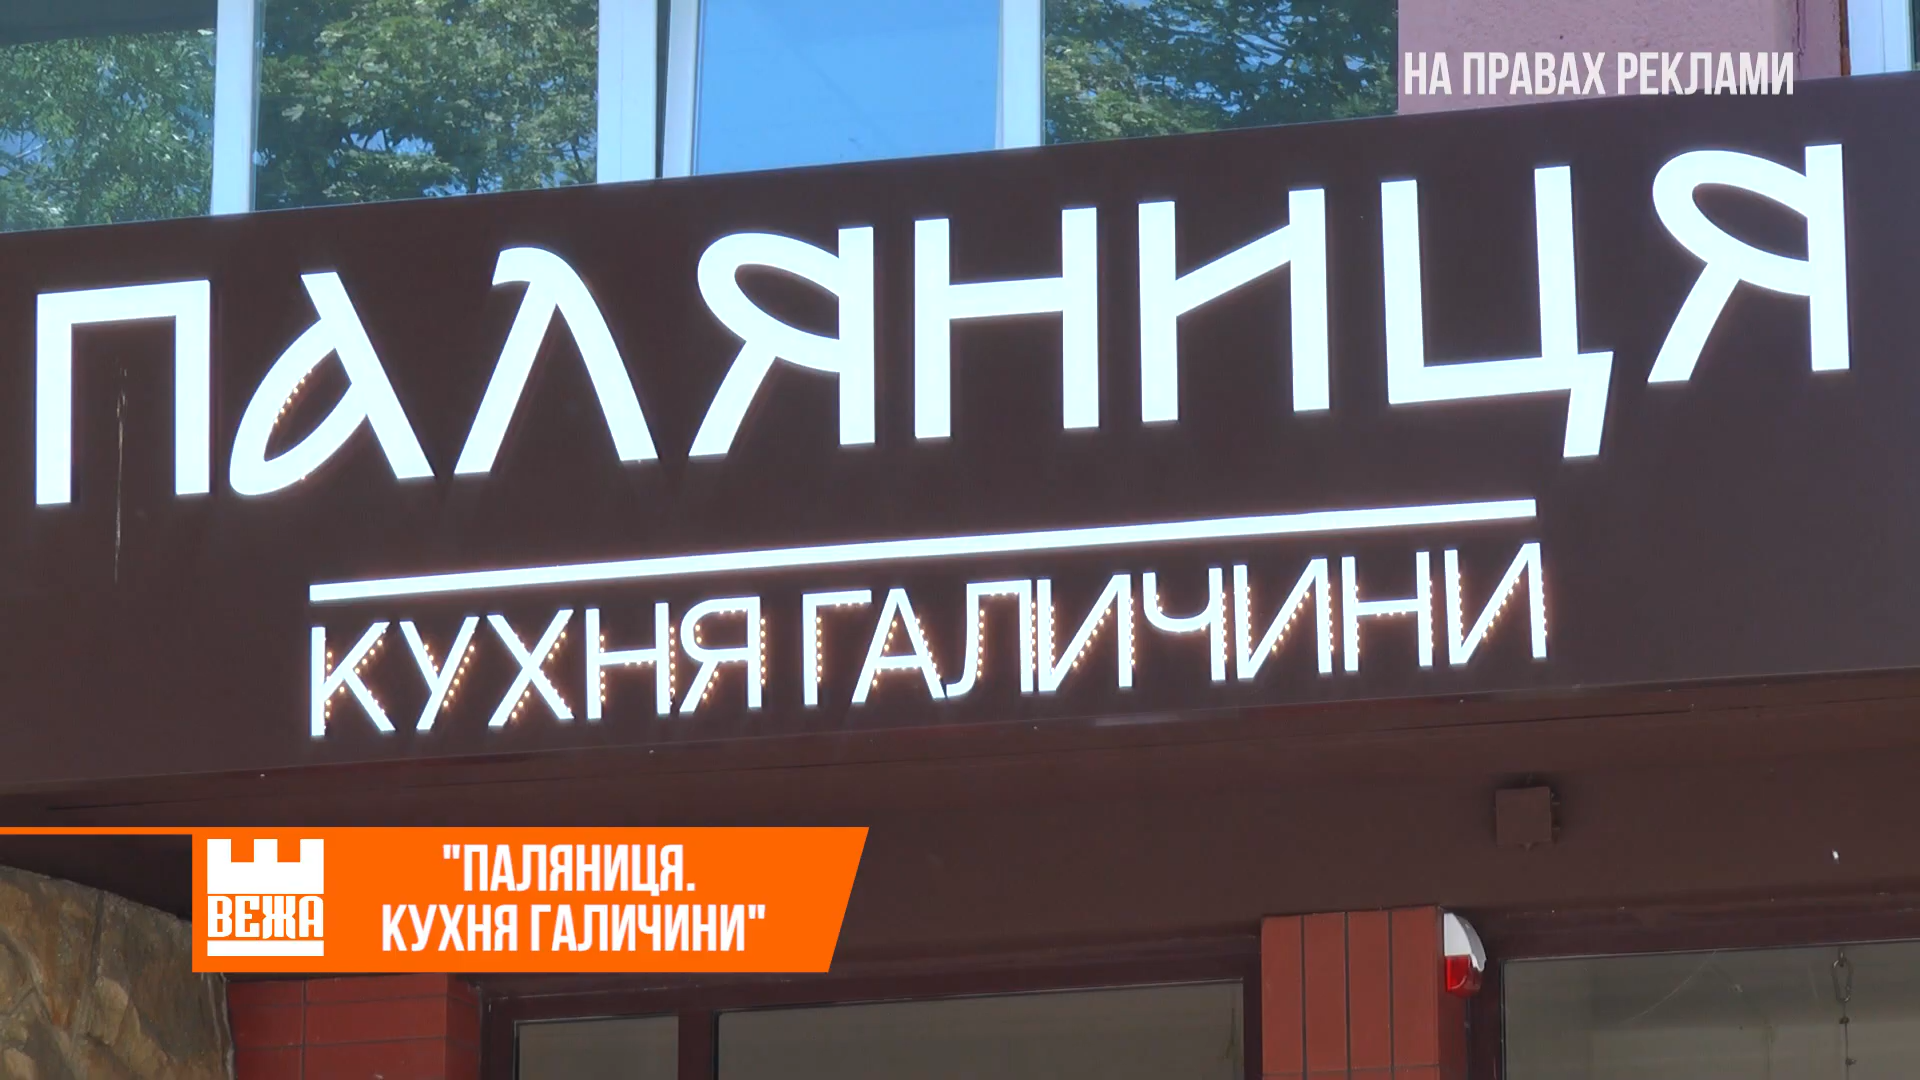 НА ПРАВАХ РЕКЛАМИ
ПАЛЯНИЦЯ
КУХНЯ ГАЛИЧИНИ
ВЕЖА
"ПАЛЯНИЦЯ.
КУХНЯ ГАЛИЧИНИ"